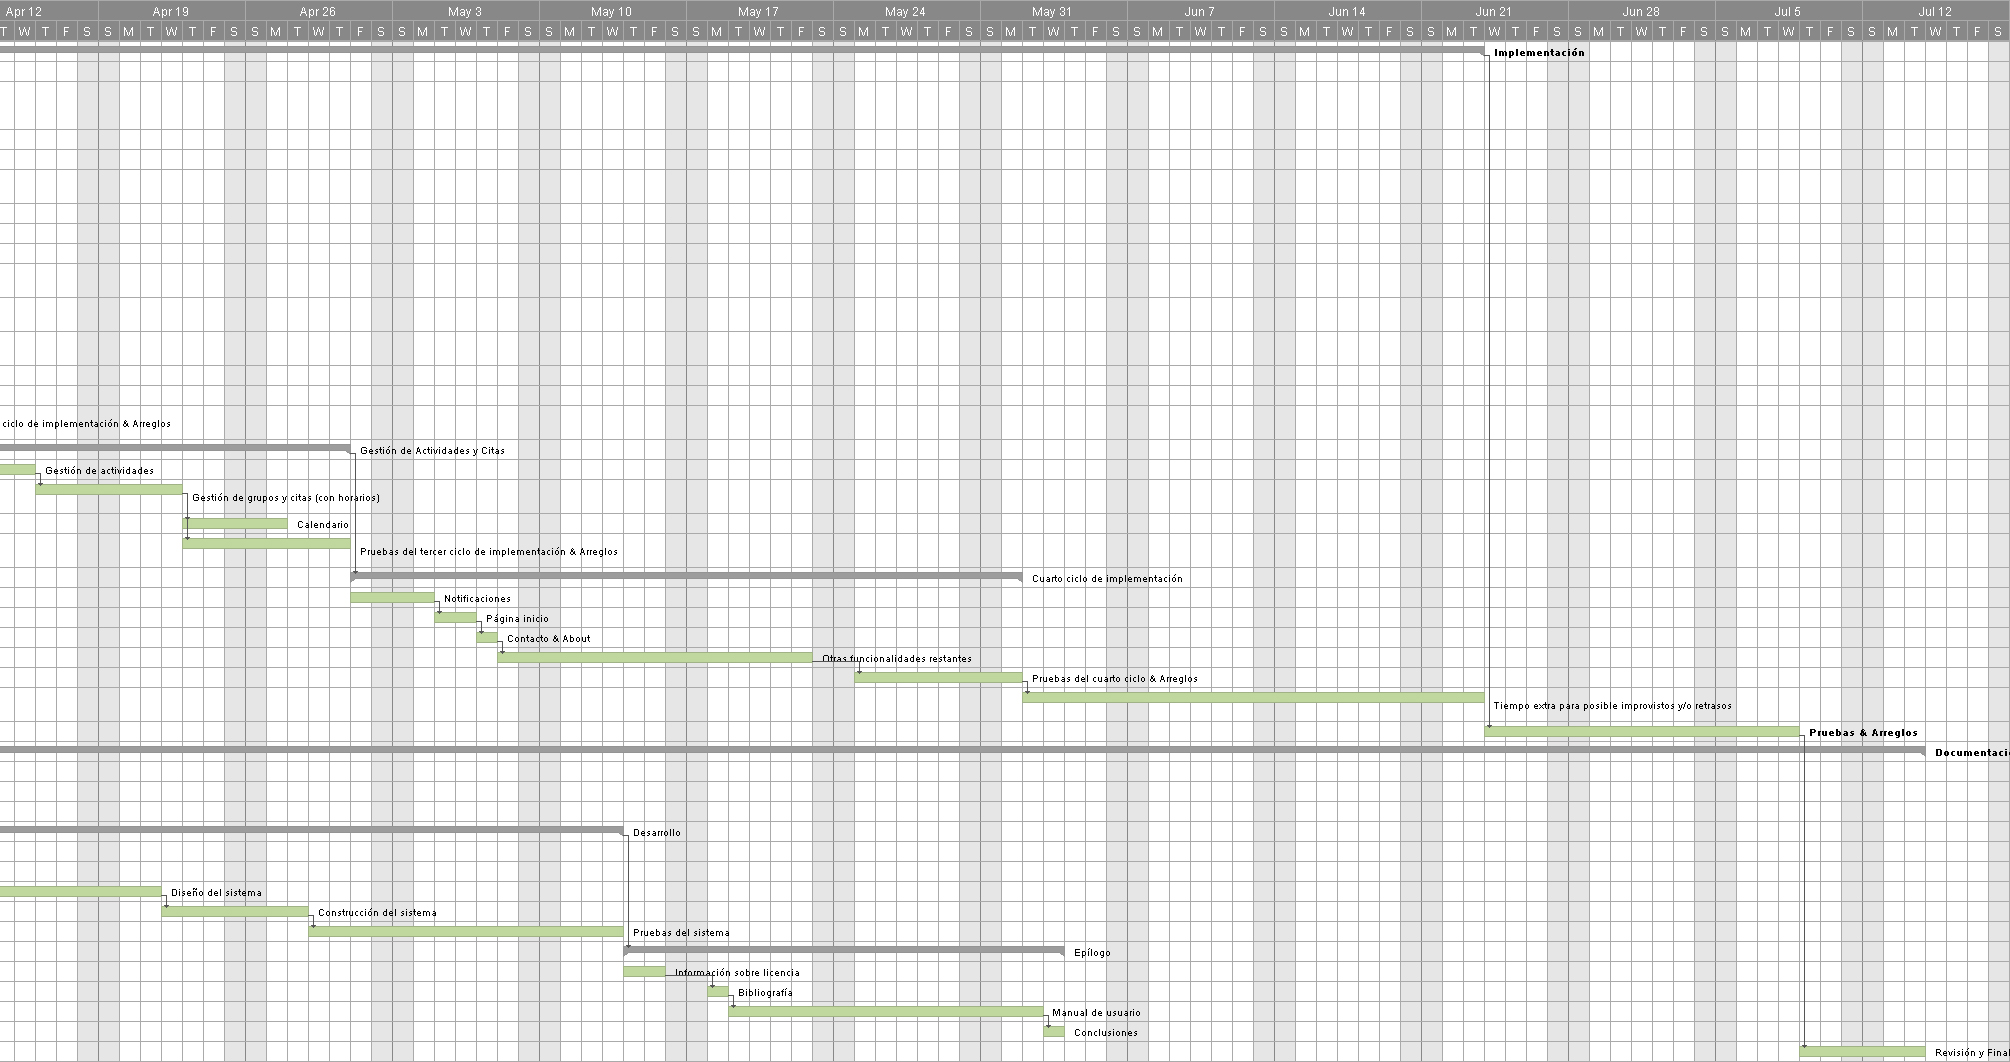 Apr 12 Apr 19 Apr 26 May 3 May 10 May 17 May 24 May 31 Jun 7 Jun 14 Jun 21 Jun 28 Jul 5 Jul 12
T W T F S S M T W T F S S M T W T F S S M T W T F S S M T W T F S S M T W T F S S M T W T F S S M T W T F S S M T W T F S S M T W T F S S M T W T F S S M T W T F S S M T W T F S S M T W T F S
Implementación
ciclo de implementación & Arreglos
Gestión de Actividades y Citas
Gestión de actividades
Gestión de grupos y citas (con horarios)
Calendario
Pruebas del tercer ciclo de implementación & Arreglos
Cuarto ciclo de implementación
Notificaciones
Página inicio
Contacto & About
Otras funcionalidades restantes
Pruebas del cuarto ciclo & Arreglos
Tiempo extra para posible improvistos y/o retrasos
Pruebas & Arreglos
Documentaci
Desarrollo
Diseño del sistema
Construcción del sistema
Pruebas del sistema
Epílogo
Información sobre licencia
Bibliografía
Manual de usuario
Conclusiones
Revisión y Final